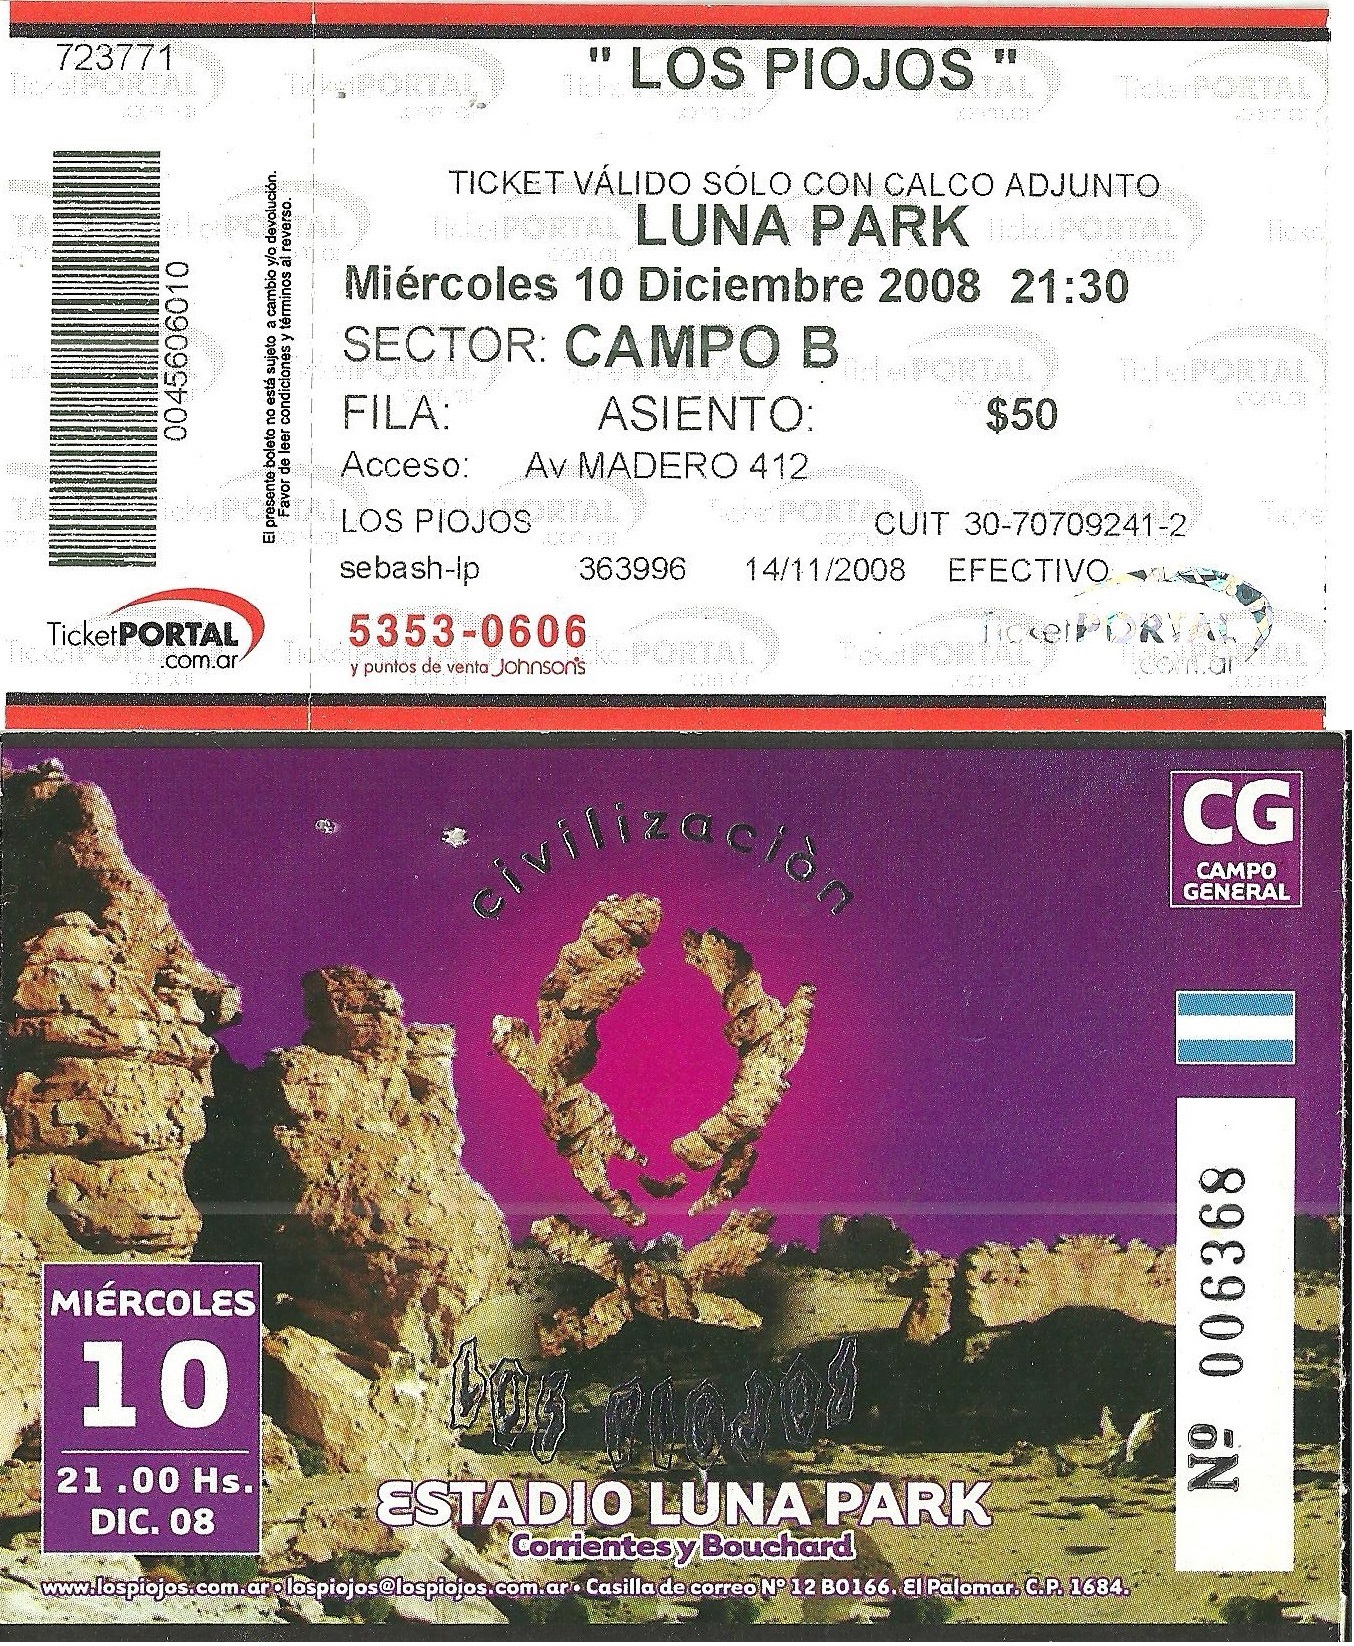 723771
" LOS PIOJOS "
TICKET VÁLIDO SÓLO CON CALCO ADJUNTO
LUNA PARK
Miércoles 10 Diciembre 2008 21:30
SECTOR: CAMPO B
FILA: ASIENTO: $50
Acceso: Av MADERO 412
LOS PIOJOS CUIT 30-70709241-2
sebash-lp 363996 14/11/2008 EFECTIVO
0045606010
El presente boleto no está sujeto a cambio y/o devolución.
Favor de leer condiciones y términos al reverso.
TicketPORTAL
.com.ar
5353-0606
y puntos de venta Johnson's
TicketPORTAL
.com.ar
civilizaciòn
CG
CAMPO
GENERAL
Nº 006368
MIÉRCOLES
10
21 .00 Hs.
DIC. 08
LOS PIOJOS
ESTADIO LUNA PARK
Corrientes y Bouchard
www.lospiojos.com.ar • lospiojos@lospiojos.com.ar • Casilla de correo Nº 12 B0166. El Palomar. C.P. 1684.